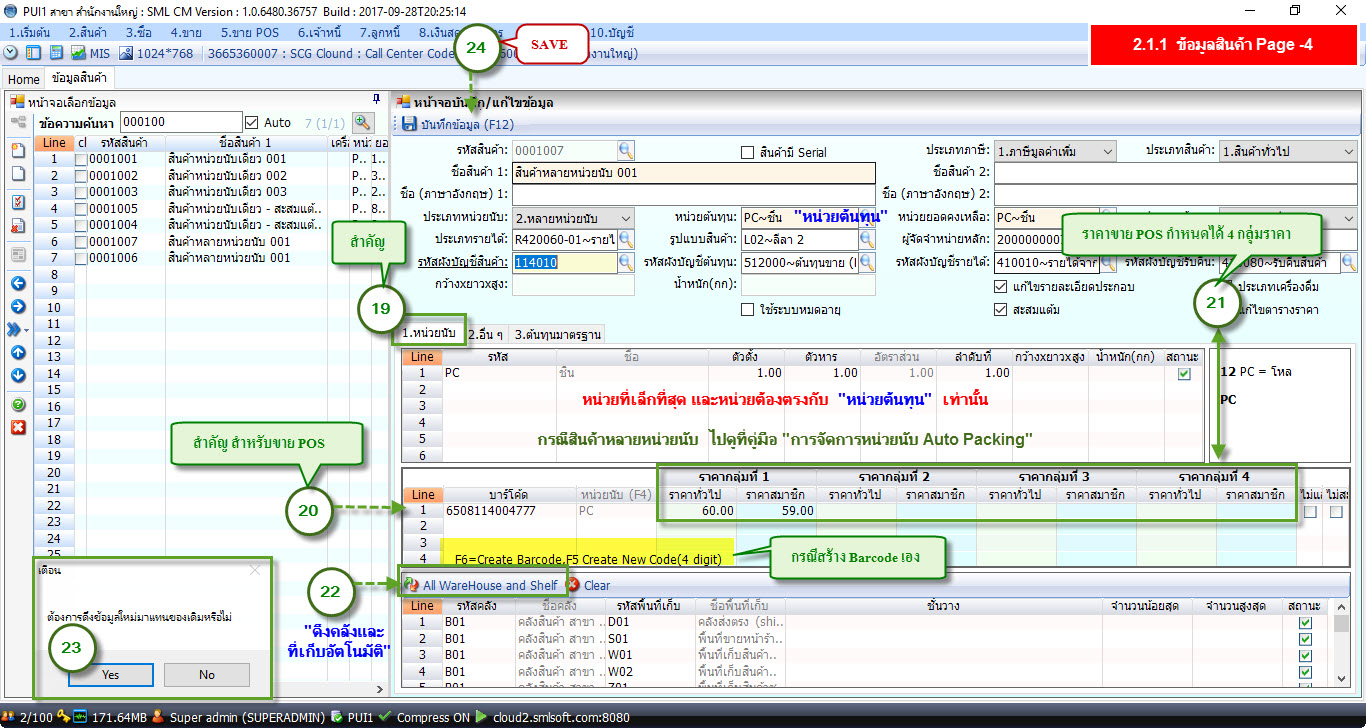 PUI1 สาขา สำนักงานใหญ่ : SML CM Version : 1.0.6480.36757 Build : 2017-09-28T20:25:14
1.เริ่มต้น 2.สินค้า 3.ซื้อ 4.ขาย 5.ขาย POS 6.เจ้าหนี้ 7.ลูกหนี้ 8.เงินสด 10.บัญชี
24 SAVE
2.1.1 ข้อมูลสินค้า Page -4
MIS 1024*768 3665360007 : SCG Clound : Call Center Code งานใหญ่)
Home ข้อมูลสินค้า
หน้าจอเลือกข้อมูล
ข้อความค้นหา 000100 Auto 7 (1/1)
Line รหัสสินค้า ชื่อสินค้า 1
1 0001001 สินค้าหน่วยนับเดียว 001 P.. 1..
2 0001002 สินค้าหน่วยนับเดียว 002 P.. 3..
3 0001003 สินค้าหน่วยนับเดียว 003 P.. 2..
4 0001005 สินค้าหน่วยนับเดียว - สะสมแต้.. P.. 8..
5 0001004 สินค้าหน่วยนับเดียว - สะสมแต้..
6 0001007 สินค้าหลายหน่วยนับ 001
7 0001006 สินค้าหลายหน่วยนับ 001
8
9
10
11
12
13
14
15
16
17
18
19
20
21
22
23
24
25
หน้าจอบันทึก/แก้ไขข้อมูล
บันทึกข้อมูล (F12)
รหัสสินค้า: 0001007 สินค้ามี Serial ประเภทภาษี: 1.ภาษีมูลค่าเพิ่ม ประเภทสินค้า: 1.สินค้าทั่วไป
ชื่อสินค้า 1: สินค้าหลายหน่วยนับ 001 ชื่อสินค้า 2:
ชื่อ (ภาษาอังกฤษ) 1: ชื่อ (ภาษาอังกฤษ) 2:
ประเภทหน่วยนับ: 2.หลายหน่วยนับ หน่วยต้นทุน: PC~ชิ้น "หน่วยต้นทุน" หน่วยยอดคงเหลือ: PC~ชิ้น
ประเภทรายได้: R420060-01~รายไ รูปแบบสินค้า: L02~ลีลา 2 ผู้จัดจำหน่ายหลัก: 200000000
รหัสผังบัญชีสินค้า: 114010 รหัสผังบัญชีต้นทุน: 512000~ต้นทุนขาย ( รหัสผังบัญชีรายได้: 410010~รายได้จาก รหัสผังบัญชีรับคืน: 080~รับคืนสินค้า
กว้างxยาวxสูง: น้ำหนัก(กก): แก้ไขรายละเอียดประกอบ ประเภทเครื่องดื่ม
ใช้ระบบหมดอายุ สะสมแต้ม แก้ไขตารางราคา
สำคัญ
19
ราคาขาย POS กำหนดได้ 4 กลุ่มราคา
21
1.หน่วยนับ 2.อื่น ๆ 3.ต้นทุนมาตรฐาน
Line รหัส ชื่อ ตัวตั้ง ตัวหาร อัตราส่วน ลำดับที่ กว้างxยาวxสูง น้ำหนัก(กก) สถานะ
1 PC ชิ้น 1.00 1.00 1.00 1.00
2
3
4
5
6
12 PC = โหล
PC
หน่วยที่เล็กที่สุด และหน่วยต้องตรงกับ "หน่วยต้นทุน" เท่านั้น
กรณีสินค้าหลายหน่วยนับ ไปดูที่คู่มือ "การจัดการหน่วยนับ Auto Packing"
สำคัญ สำหรับขาย POS
20
ราคากลุ่มที่ 1 ราคากลุ่มที่ 2 ราคากลุ่มที่ 3 ราคากลุ่มที่ 4
Line บาร์โค้ด หน่วยนับ (F4) ราคาทั่วไป ราคาสมาชิก ราคาทั่วไป ราคาสมาชิก ราคาทั่วไป ราคาสมาชิก ราคาทั่วไป ราคาสมาชิก
1 6508114004777 PC 60.00 59.00
2
3
4
F6=Create Barcode,F5 Create New Code(4 digit)
กรณีสร้าง Barcode เอง
22
"ดึงคลังและ
ที่เก็บอัตโนมัติ"
All WareHouse and Shelf Clear
Line รหัสคลัง ชื่อคลัง รหัสพื้นที่เก็บ ชื่อพื้นที่เก็บ ชั้นวาง จำนวนน้อยสุด จำนวนสูงสุด สถานะ
1 B01 คลังสินค้า สาขา .. D01 คลังส่งตรง (shi..
2 B01 คลังสินค้า สาขา .. S01 พื้นที่ขายหน้าร้า..
3 B01 คลังสินค้า สาขา .. W01 พื้นที่เก็บสินค้า..
4 B01 คลังสินค้า สาขา .. W02 พื้นที่เก็บสินค้า..
5 B01 คลังสินค้า สาขา .. Z01
เตือน
ต้องการดึงข้อมูลใหม่มาแทนของเดิมหรือไม่
23
Yes No
2/100 171.64MB Super admin (SUPERADMIN) PUI1 Compress ON cloud2.smlsoft.com:8080